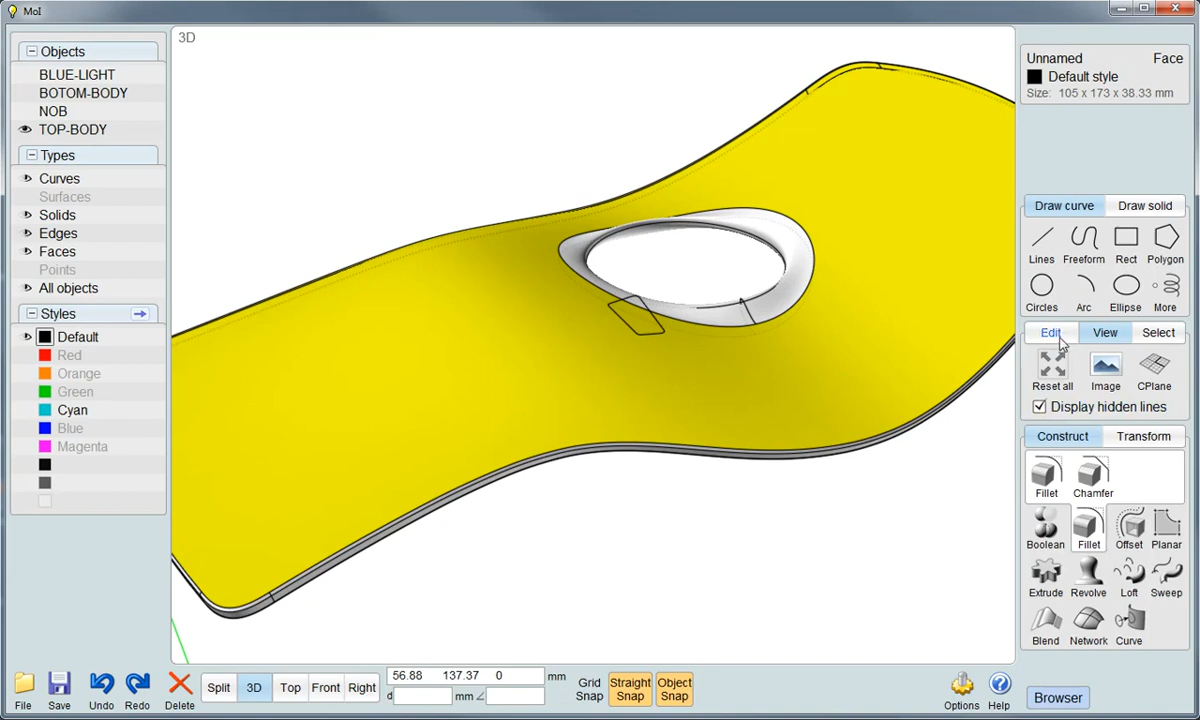 MoI
Objects
BLUE-LIGHT
BOTOM-BODY
NOB
TOP-BODY
Types
Curves
Surfaces
Solids
Edges
Faces
Points
All objects
Styles
Default
Red
Orange
Green
Cyan
Blue
Magenta
3D
Unnamed Face
Default style
Size: 105 x 173 x 38.33 mm
Draw curve Draw solid
Lines Freeform Rect Polygon
Circles Arc Ellipse More
Edit View Select
Reset all Image CPlane
Display hidden lines
Construct Transform
Fillet Chamfer
Boolean Fillet Offset Planar
Extrude Revolve Loft Sweep
Blend Network Curve
File Save Undo Redo Delete
Split 3D Top Front Right
56.88 137.37 0 mm
d mm ∠
Grid Snap
Straight Snap
Object Snap
Options Help
Browser